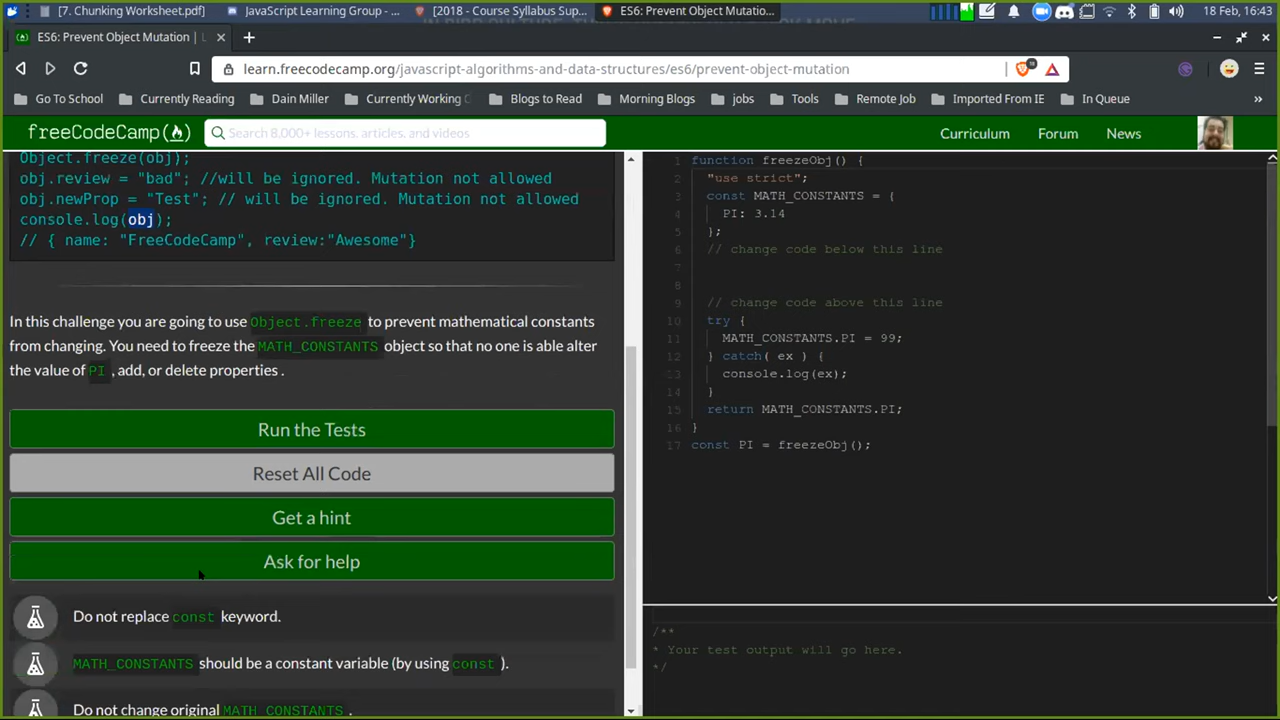 [7. Chunking Worksheet.pdf]
JavaScript Learning Group - ...
[2018 - Course Syllabus Sup...
ES6: Prevent Object Mutatio...
18 Feb, 16:43
ES6: Prevent Object Mutation | L
learn.freecodecamp.org/javascript-algorithms-and-data-structures/es6/prevent-object-mutation
18
Go To School
Currently Reading
Dain Miller
Currently Working
Blogs to Read
Morning Blogs
jobs
Tools
Remote Job
Imported From IE
In Queue
»
freeCodeCamp
Search 8,000+ lessons, articles, and videos
Curriculum
Forum
News
Object.freeze(obj);
obj.review = "bad"; //will be ignored. Mutation not allowed
obj.newProp = "Test"; // will be ignored. Mutation not allowed
console.log(obj);
// { name: "FreeCodeCamp", review:"Awesome"}
In this challenge you are going to use Object.freeze to prevent mathematical constants
from changing. You need to freeze the MATH_CONSTANTS object so that no one is able alter
the value of PI , add, or delete properties .
Run the Tests
Reset All Code
Get a hint
Ask for help
Do not replace const keyword.
MATH_CONSTANTS should be a constant variable (by using const ).
Do not change original MATH_CONSTANTS .
1 function freezeObj() {
2 "use strict";
3 const MATH_CONSTANTS = {
4 PI: 3.14
5 };
6 // change code below this line
7
8
9 // change code above this line
10 try {
11 MATH_CONSTANTS.PI = 99;
12 } catch( ex ) {
13 console.log(ex);
14 }
15 return MATH_CONSTANTS.PI;
16 }
17 const PI = freezeObj();
/**
* Your test output will go here.
*/